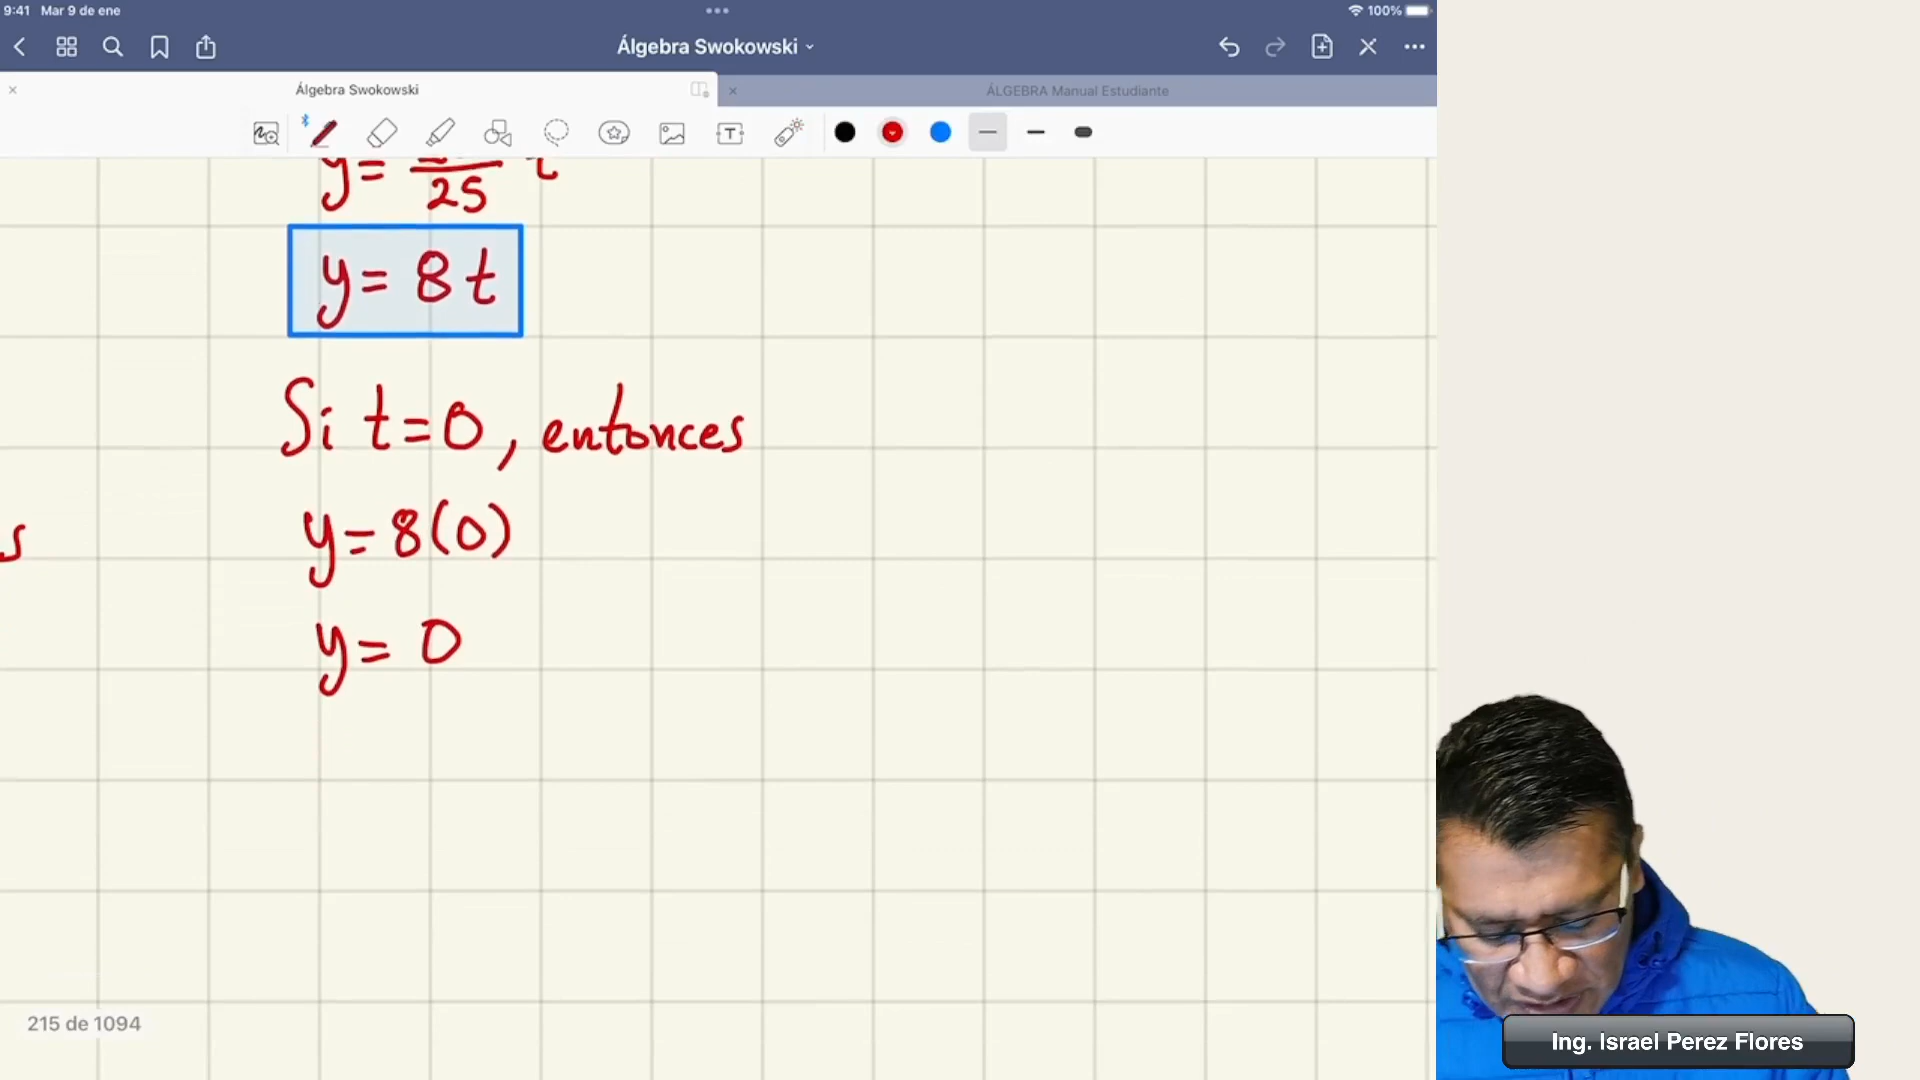 9:41 Mar 9 de ene 100%
Álgebra Swokowski
Álgebra Swokowski ÁLGEBRA Manual Estudiante
T
y = 25 t
y = 8 t
Si t = 0 , entonces
y = 8(0)
s
y = 0
215 de 1094
Ing. Israel Perez Flores